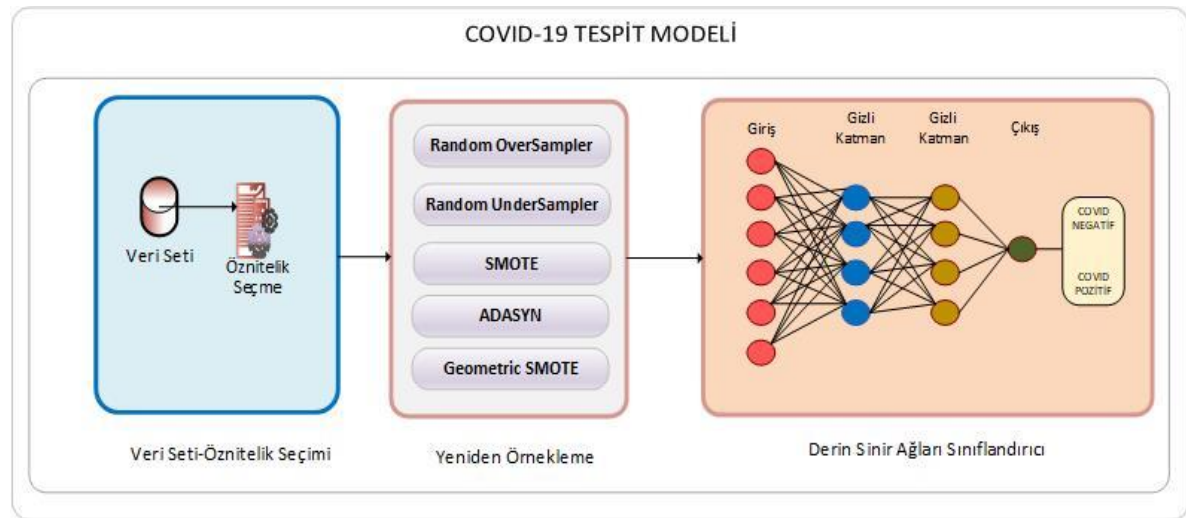 COVID-19 TESPİT MODELİ
Veri Seti
Öznitelik
Seçme
Veri Seti-Öznitelik Seçimi
Random OverSampler
Random UnderSampler
SMOTE
ADASYN
Geometric SMOTE
Yeniden Örnekleme
Giriş
Gizli
Katman
Gizli
Katman
Çıkış
COVID
NEGATİF
COVID
POZİTİF
Derin Sinir Ağları Sınıflandırıcı